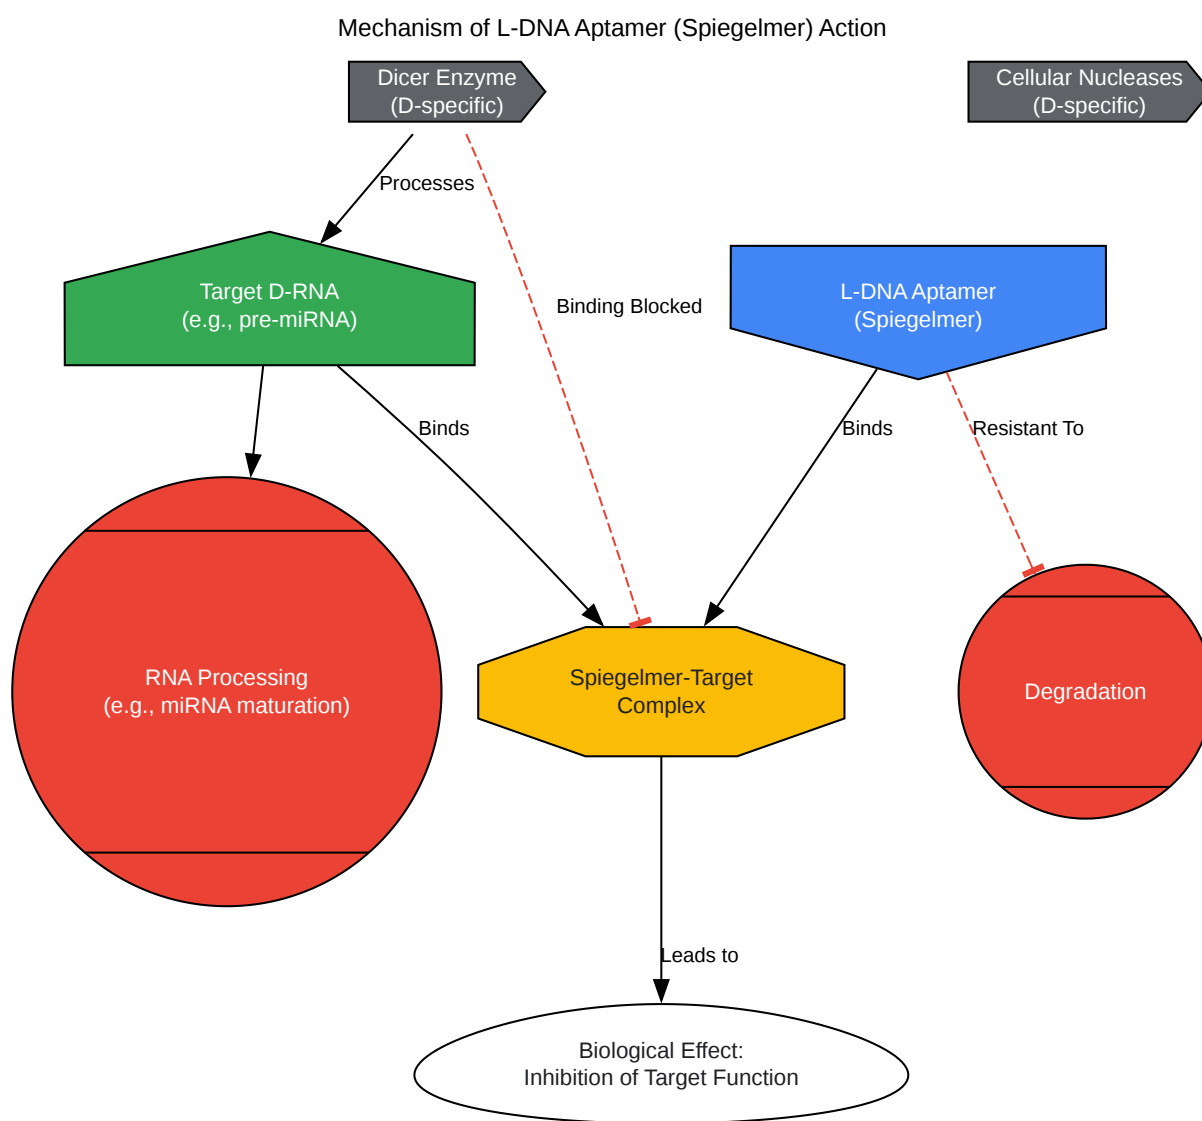 Mechanism of L-DNA Aptamer (Spiegelmer) Action
Dicer Enzyme
(D-specific)
Cellular Nucleases
(D-specific)
Processes
Target D-RNA
(e.g., pre-miRNA)
Binding Blocked
L-DNA Aptamer
(Spiegelmer)
Binds
Binds
Resistant To
RNA Processing
(e.g., miRNA maturation)
Spiegelmer-Target
Complex
Degradation
Leads to
Biological Effect:
Inhibition of Target Function